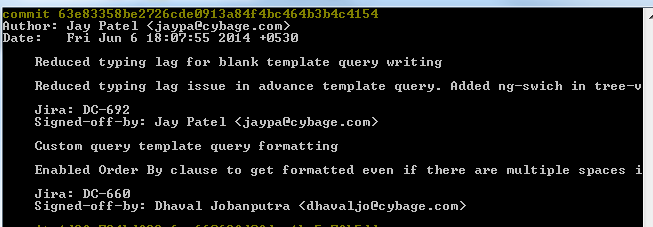 commit 63e83358be2726cde0913a84f4bc464b3b4c4154
Author: Jay Patel <jaypa@cybage.com>
Date: Fri Jun 6 18:07:55 2014 +0530
Reduced typing lag for blank template query writing
Reduced typing lag issue in advance template query. Added ng-swich in tree-v
Jira: DC-692
Signed-off-by: Jay Patel <jaypa@cybage.com>
Custom query template query formatting
Enabled Order By clause to get formatted even if there are multiple spaces i
Jira: DC-660
Signed-off-by: Dhaval Jobanputra <dhavaljo@cybage.com>